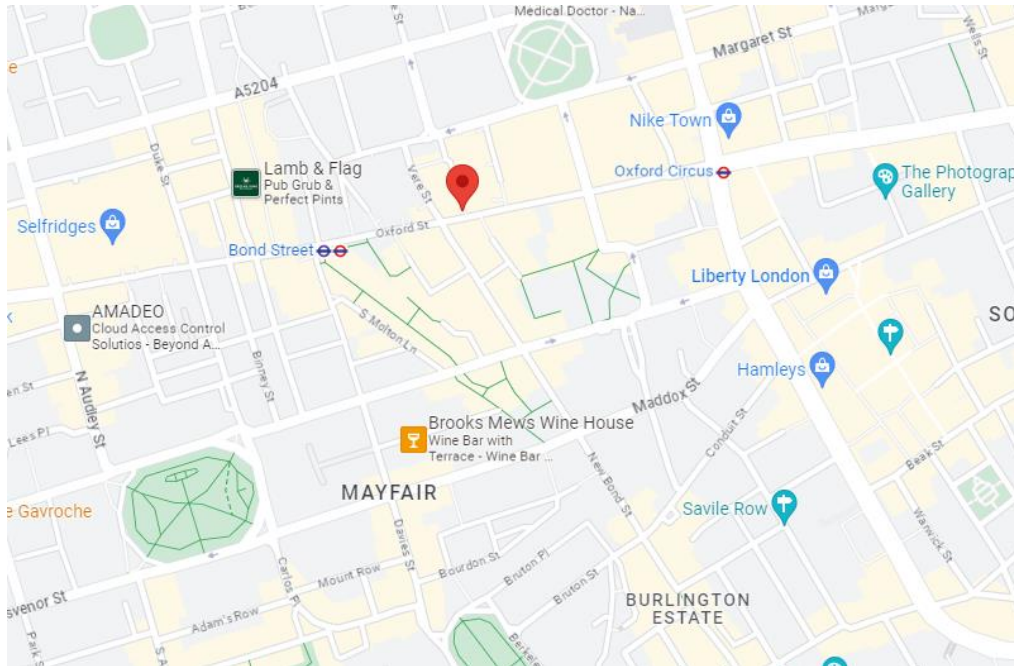 Medical Doctor - Na...
Margaret St
Wells St
A5204
Nike Town
Duke St
Lamb & Flag
Pub Grub &
Perfect Pints
Vere St
Oxford Circus
The Photograp
Gallery
Selfridges
Oxford St
Bond Street
Liberty London
AMADEO
Cloud Access Control
Solutios - Beyond A...
S Molton Ln
SO
Binney St
Hamleys
N Audley St
Maddox St
Lees Pl
Brooks Mews Wine House
Wine Bar with
Terrace - Wine Bar ...
Conduit St
Beak St
New Bond St
MAYFAIR
e Gavroche
Savile Row
Warwick St
Davies St
Bourdon St
Bruton Pl
Mount Row
Carlos Pl
Bruton St
BURLINGTON
ESTATE
svenor St
Adam's Row
Park S
S A
Berkele